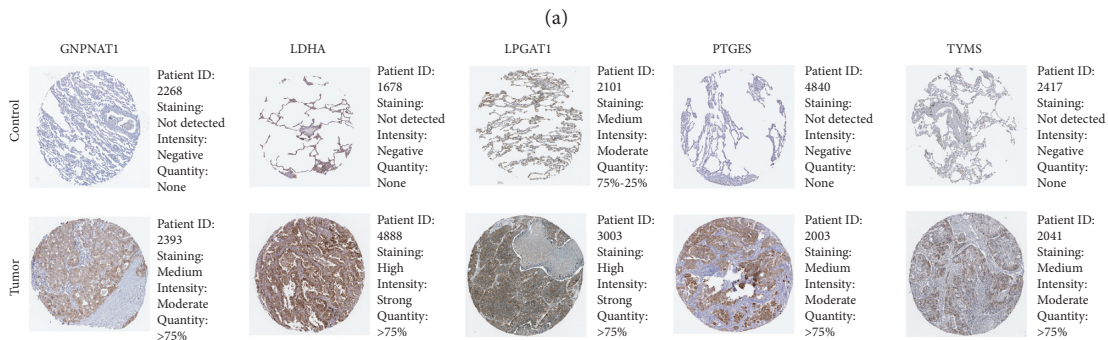 (a)
GNPNAT1
LDHA
LPGAT1
PTGES
TYMS
Control
Patient ID:
2268
Staining:
Not detected
Intensity:
Negative
Quantity:
None
Patient ID:
1678
Staining:
Not detected
Intensity:
Negative
Quantity:
None
Patient ID:
2101
Staining:
Medium
Intensity:
Moderate
Quantity:
75%-25%
Patient ID:
4840
Staining:
Not detected
Intensity:
Negative
Quantity:
None
Patient ID:
2417
Staining:
Not detected
Intensity:
Negative
Quantity:
None
Tumor
Patient ID:
2393
Staining:
Medium
Intensity:
Moderate
Quantity:
>75%
Patient ID:
4888
Staining:
High
Intensity:
Strong
Quantity:
>75%
Patient ID:
3003
Staining:
High
Intensity:
Strong
Quantity:
>75%
Patient ID:
2003
Staining:
Medium
Intensity:
Moderate
Quantity:
>75%
Patient ID:
2041
Staining:
Medium
Intensity:
Moderate
Quantity:
>75%